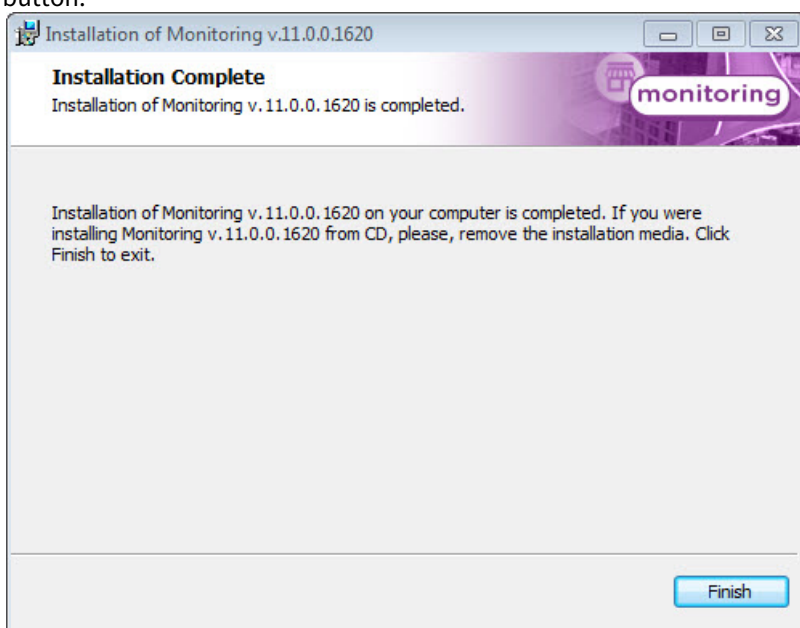 button.
Installation of Monitoring v.11.0.0.1620
Installation Complete
Installation of Monitoring v.11.0.0.1620 is completed.
monitoring
Installation of Monitoring v.11.0.0.1620 on your computer is completed. If you were
installing Monitoring v.11.0.0.1620 from CD, please, remove the installation media. Click
Finish to exit.
Finish